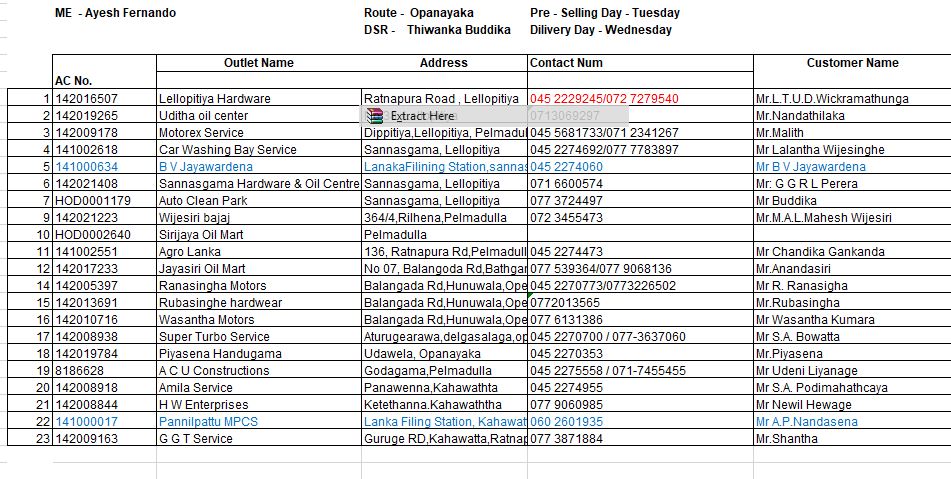 ME - Ayesh Fernando Route - Opanayaka Pre - Selling Day - Tuesday
DSR - Thiwanka Buddika Dilivery Day - Wednesday
Outlet Name Address Contact Num Customer Name
AC No.
1 142016507 Lellopitiya Hardware Ratnapura Road , Lellopitiya 045 2229245/072 7279540 Mr.L.T.U.D.Wickramathunga
2 142019265 Uditha oil center Extract Here 0713069297 Mr.Nandathilaka
3 142009178 Motorex Service Dippitiya,Lellopitiya, Pelmadul 045 5681733/071 2341267 Mr.Malith
4 142002618 Car Washing Bay Service Sannasgama, Lellopitiya 045 2274692/077 7783897 Mr Lalantha Wijesinghe
5 141000634 B V Jayawardena LanakaFilining Station,sannas 045 2274060 Mr B V Jayawardena
6 142021408 Sannasgama Hardware & Oil Centre Sannasgama, Lellopitiya 071 6600574 Mr: G G R L Perera
7 HOD0001179 Auto Clean Park Sannasgama, Lellopitiya 077 3724497 Mr Buddika
9 142021223 Wijesiri bajaj 364/4,Rilhena,Pelmadulla 072 3455473 Mr.M.A.L.Mahesh Wijesiri
10 HOD0002640 Sirijaya Oil Mart Pelmadulla
11 141002551 Agro Lanka 136, Ratnapura Rd,Pelmadull 045 2274473 Mr Chandika Gankanda
12 142017233 Jayasiri Oil Mart No 07, Balangoda Rd,Bathgan 077 539364/077 9068136 Mr.Anandasiri
14 142005397 Ranasingha Motors Balangada Rd,Hunuwala,Ope 045 2270773/0773226502 Mr R. Ranasigha
15 142013691 Rubasinghe hardwear Balangada Rd,Hunuwala,Ope 0772013565 Mr.Rubasingha
16 142010716 Wasantha Motors Balangada Rd,Hunuwala,Ope 077 6131386 Mr Wasantha Kumara
17 142008938 Super Turbo Service Aturugearawa,delgasalaga,op 045 2270700 / 077-3637060 Mr S.A. Bowatta
18 142019784 Piyasena Handugama Udawela, Opanayaka 045 2270353 Mr.Piyasena
19 8186628 A C U Constructions Godagama,Pelmadulla 045 2275558 / 071-7455455 Mr Udeni Liyanage
20 142008918 Amila Service Panawenna,Kahawathta 045 2274955 Mr S.A. Podimahathcaya
21 142008844 H W Enterprises Ketethanna.Kahawaththa 077 9060985 Mr Newil Hewage
22 141000017 Pannilpattu MPCS Lanka Filing Station, Kahawat 060 2601935 Mr A.P.Nandasena
23 142009163 G G T Service Guruge RD,Kahawatta,Ratnap 077 3871884 Mr.Shantha